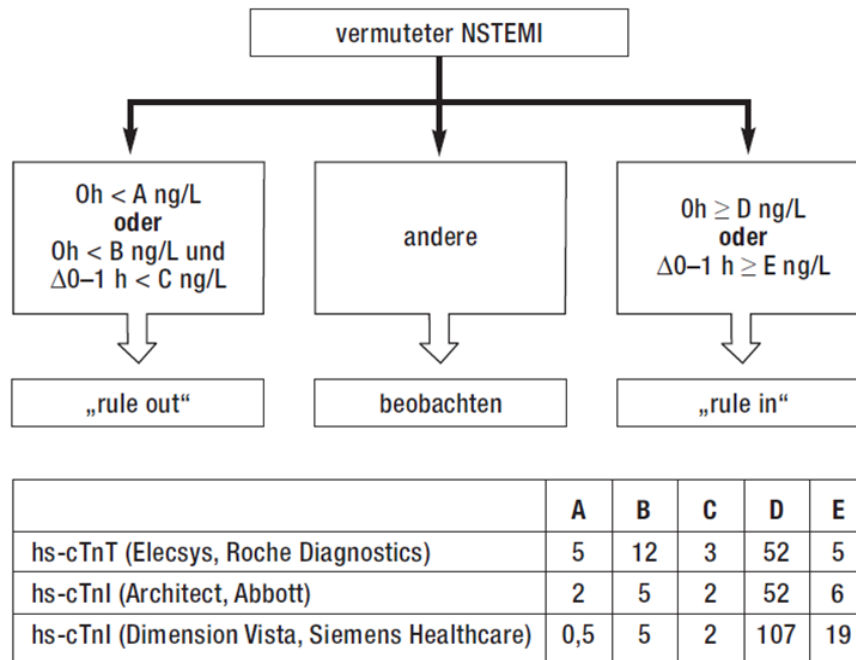 vermuteter NSTEMI
0h < A ng/L
oder
0h < B ng/L und
Δ0–1 h < C ng/L
andere
0h ≥ D ng/L
oder
Δ0–1 h ≥ E ng/L
„rule out“
beobachten
„rule in“
A B C D E
hs-cTnT (Elecsys, Roche Diagnostics) 5 12 3 52 5
hs-cTnI (Architect, Abbott) 2 5 2 52 6
hs-cTnI (Dimension Vista, Siemens Healthcare) 0,5 5 2 107 19